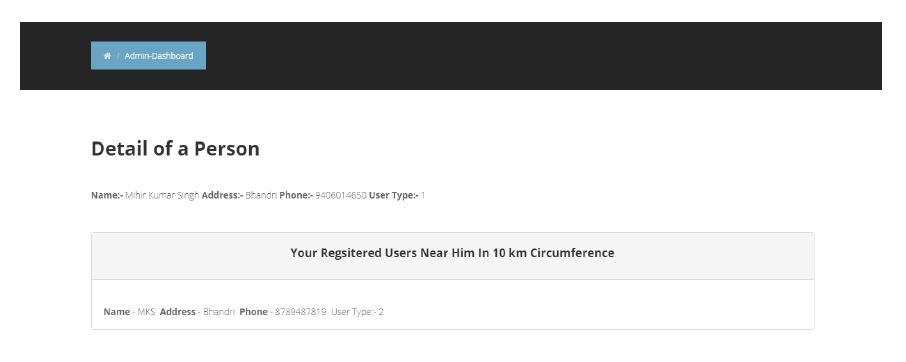 / Admin-Dashboard
Detail of a Person
Name:- Mihir Kumar Singh Address:- Bhandri Phone:- 9406014650 User Type:- 1
Your Regsitered Users Near Him In 10 km Circumference
Name:- MKS Address:- Bhandri Phone:- 8789487819 User Type:- 2